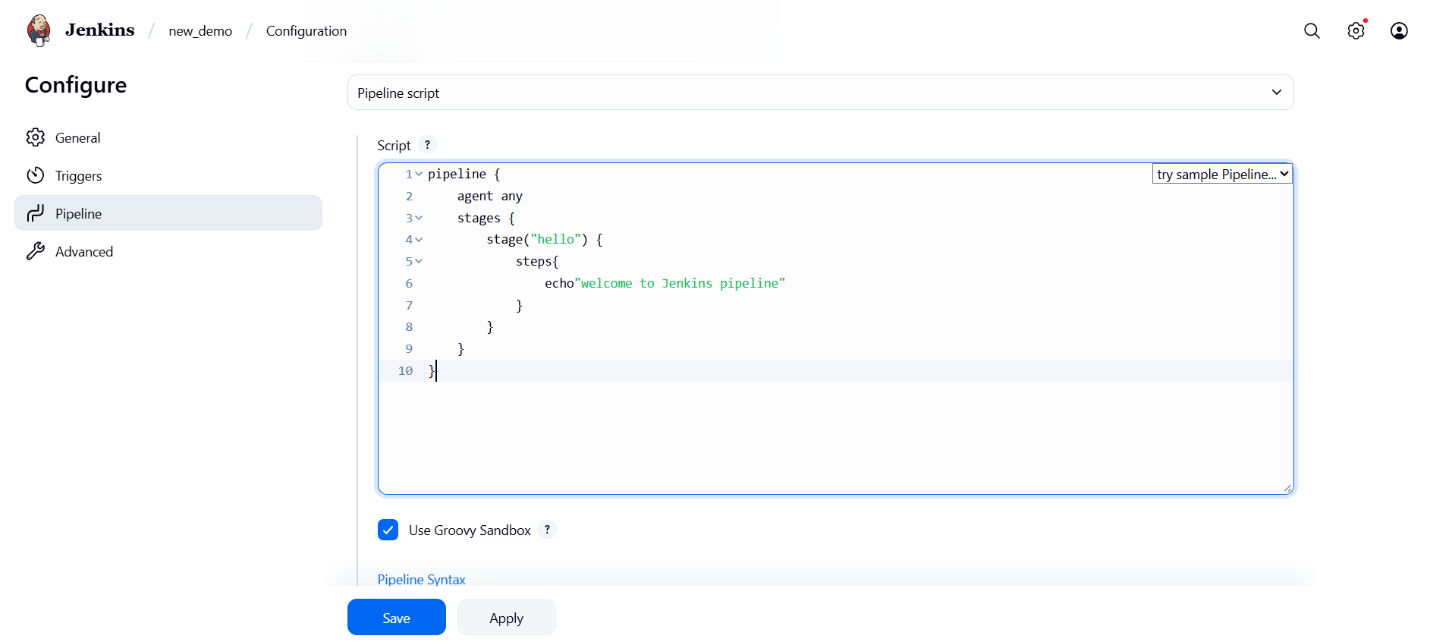 Jenkins / new_demo / Configuration
Configure
General
Triggers
Pipeline
Advanced
Pipeline script
Script ?
try sample Pipeline...
1 pipeline {
2     agent any
3     stages {
4         stage("hello") {
5             steps{
6                 echo"welcome to Jenkins pipeline"
7             }
8         }
9     }
10 }
Use Groovy Sandbox ?
Pipeline Syntax
Save Apply